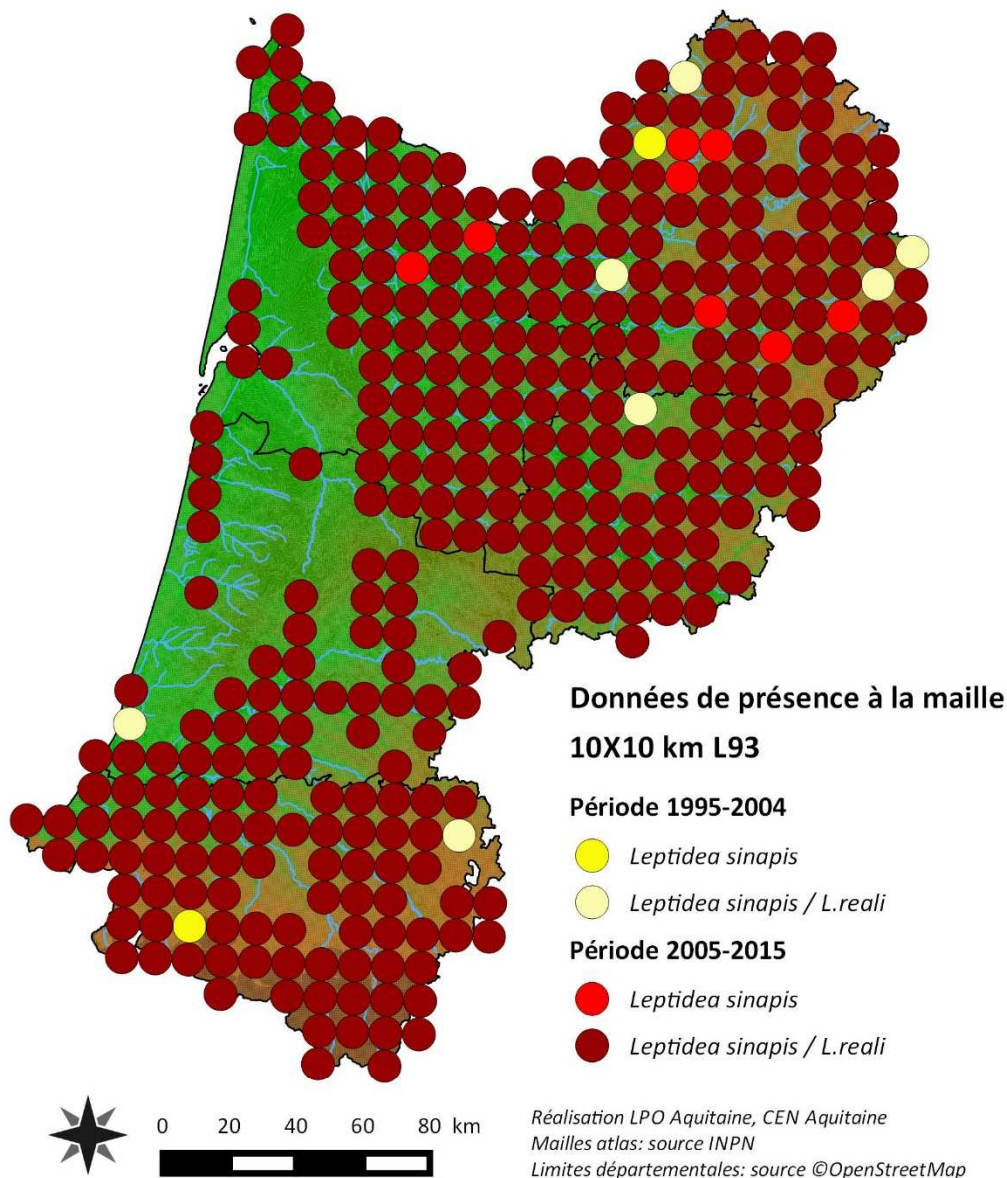 Données de présence à la maille
10X10 km L93
Période 1995-2004
Leptidea sinapis
Leptidea sinapis / L.reali
Période 2005-2015
Leptidea sinapis
Leptidea sinapis / L.reali
0 20 40 60 80 km
Réalisation LPO Aquitaine, CEN Aquitaine
Mailles atlas: source INPN
Limites départementales: source ©OpenStreetMap